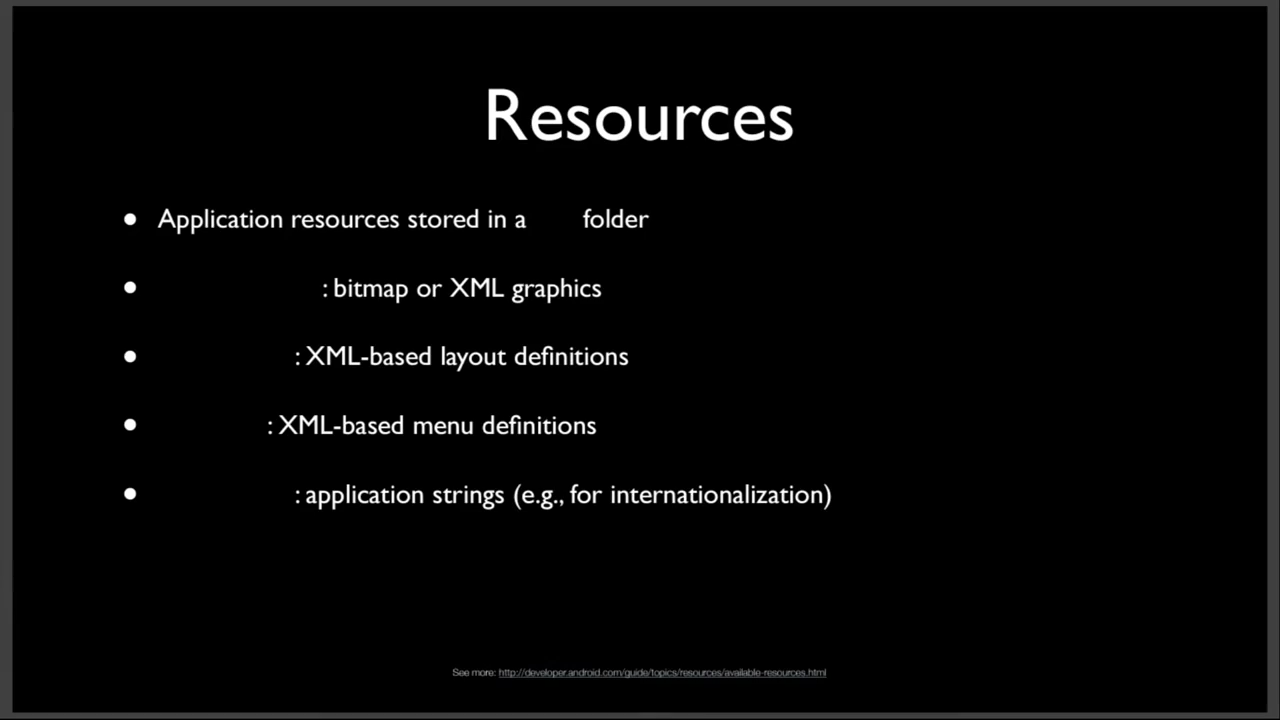 Resources
• Application resources stored in a folder
• : bitmap or XML graphics
• : XML-based layout definitions
• : XML-based menu definitions
• : application strings (e.g., for internationalization)
See more: http://developer.android.com/guide/topics/resources/available-resources.html